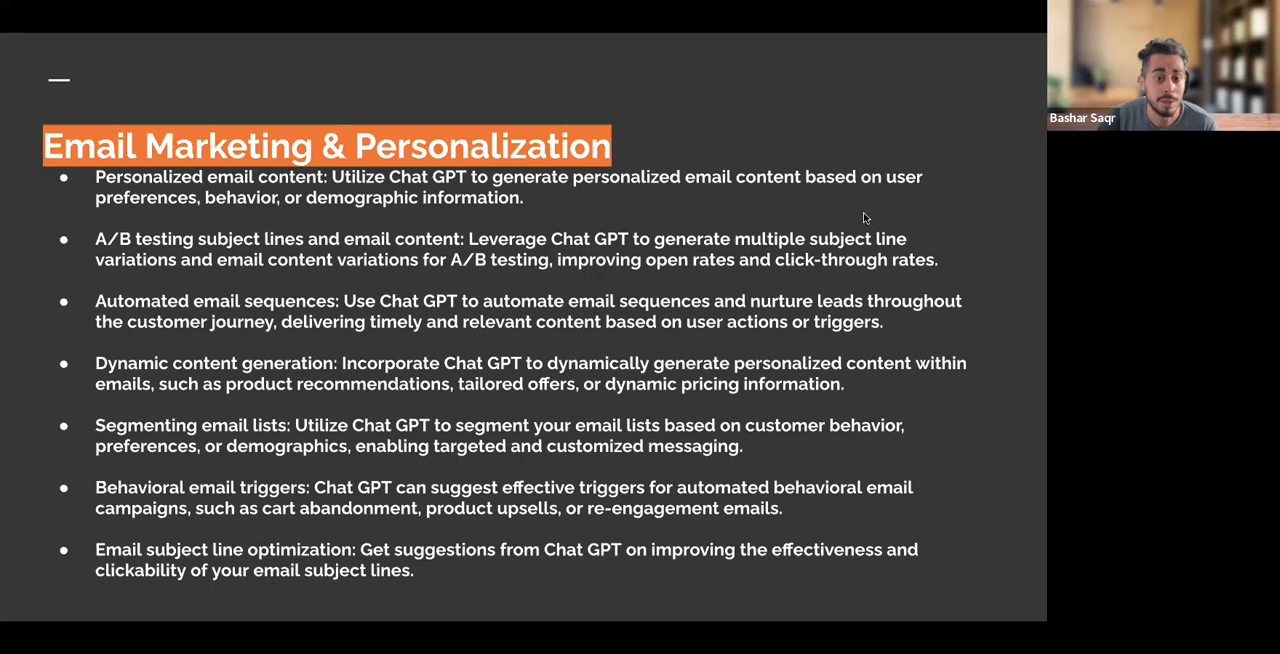 Email Marketing & Personalization
● Personalized email content: Utilize Chat GPT to generate personalized email content based on user
preferences, behavior, or demographic information.
● A/B testing subject lines and email content: Leverage Chat GPT to generate multiple subject line
variations and email content variations for A/B testing, improving open rates and click-through rates.
● Automated email sequences: Use Chat GPT to automate email sequences and nurture leads throughout
the customer journey, delivering timely and relevant content based on user actions or triggers.
● Dynamic content generation: Incorporate Chat GPT to dynamically generate personalized content within
emails, such as product recommendations, tailored offers, or dynamic pricing information.
● Segmenting email lists: Utilize Chat GPT to segment your email lists based on customer behavior,
preferences, or demographics, enabling targeted and customized messaging.
● Behavioral email triggers: Chat GPT can suggest effective triggers for automated behavioral email
campaigns, such as cart abandonment, product upsells, or re-engagement emails.
● Email subject line optimization: Get suggestions from Chat GPT on improving the effectiveness and
clickability of your email subject lines.
Bashar Saqr